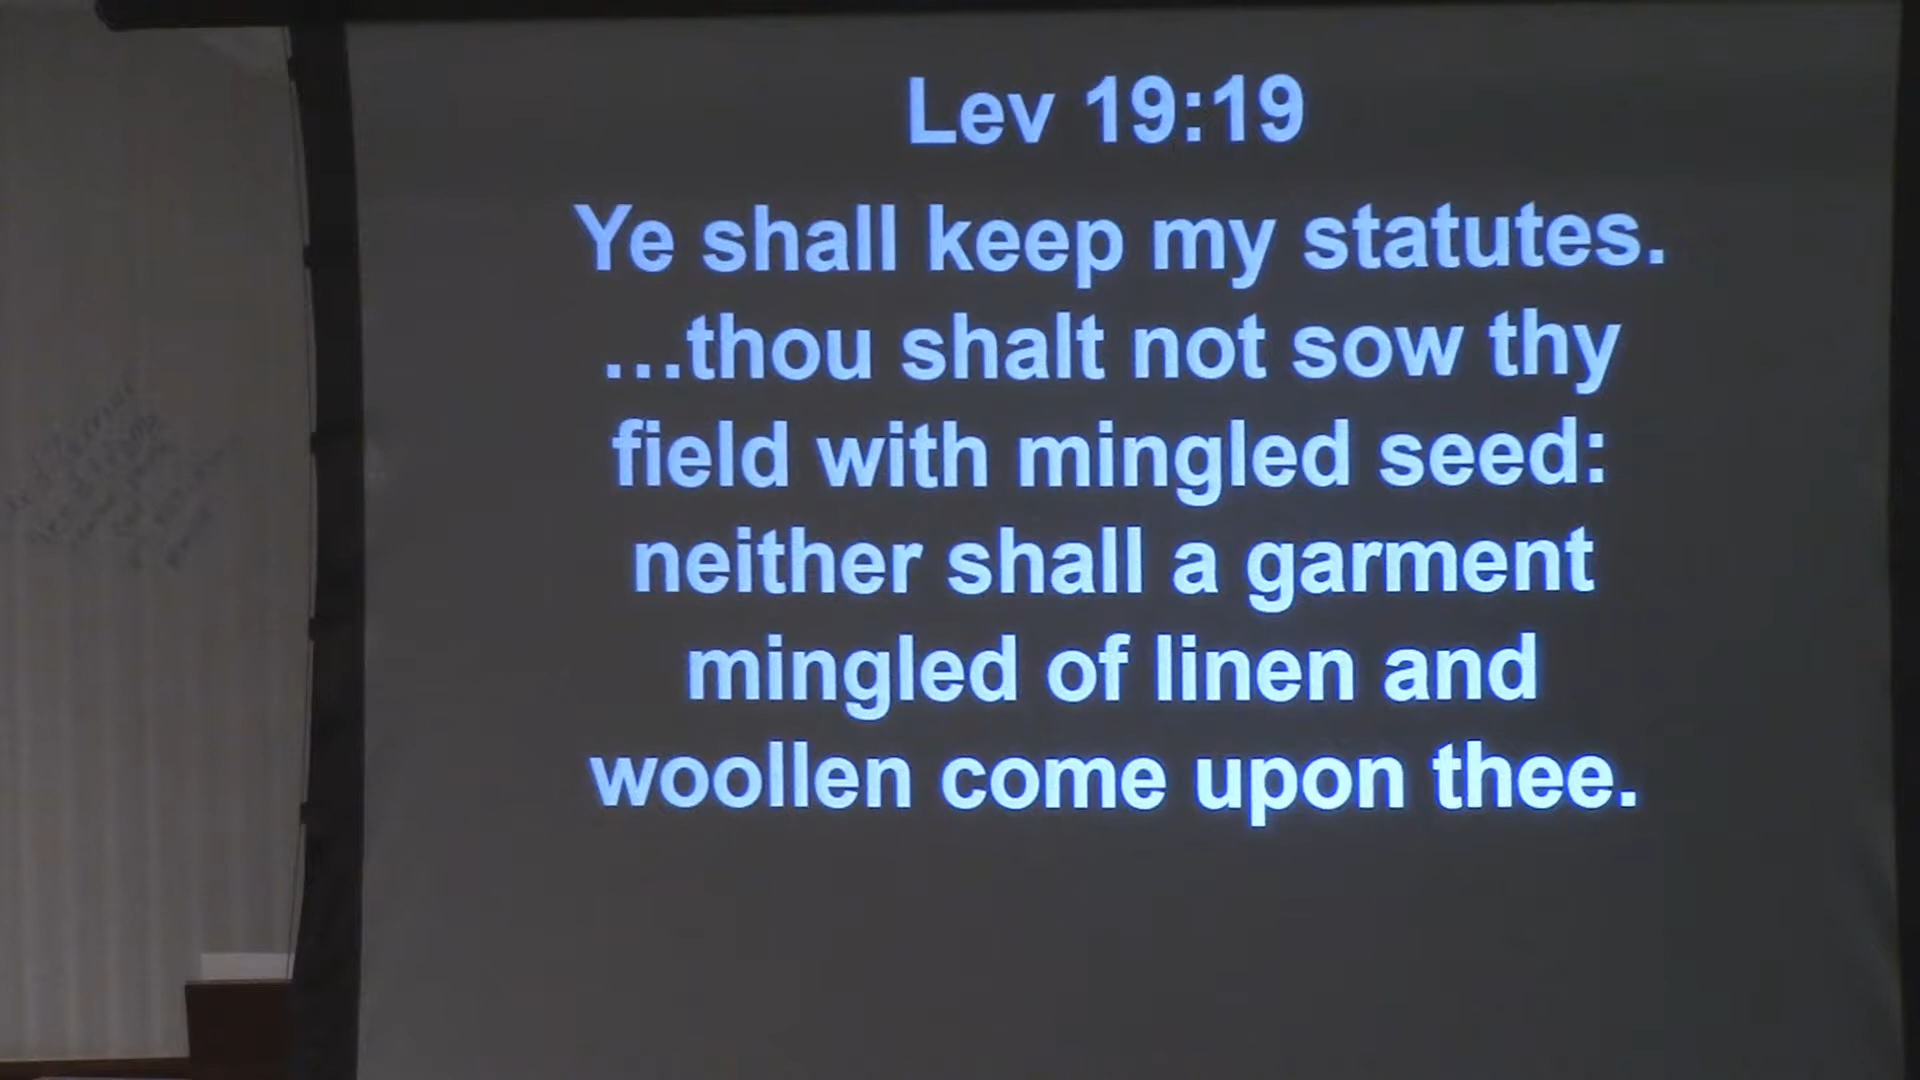 Lev 19:19
Ye shall keep my statutes.
...thou shalt not sow thy
field with mingled seed:
neither shall a garment
mingled of linen and
woollen come upon thee.